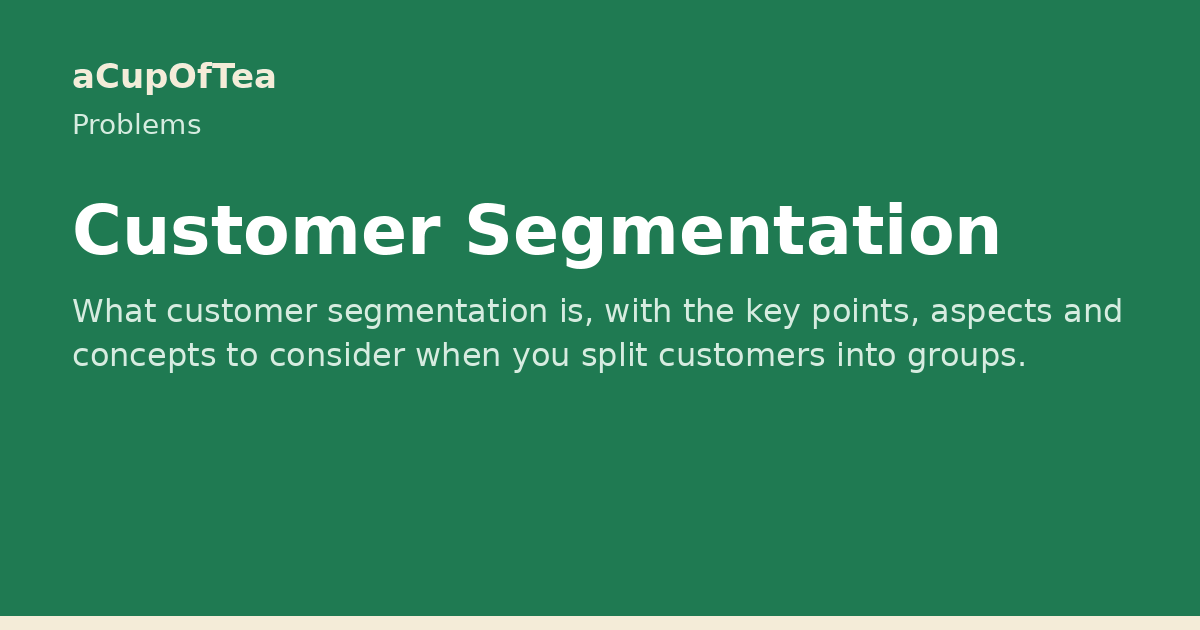 aCupOfTea
Problems
Customer Segmentation
What customer segmentation is, with the key points, aspects and
concepts to consider when you split customers into groups.